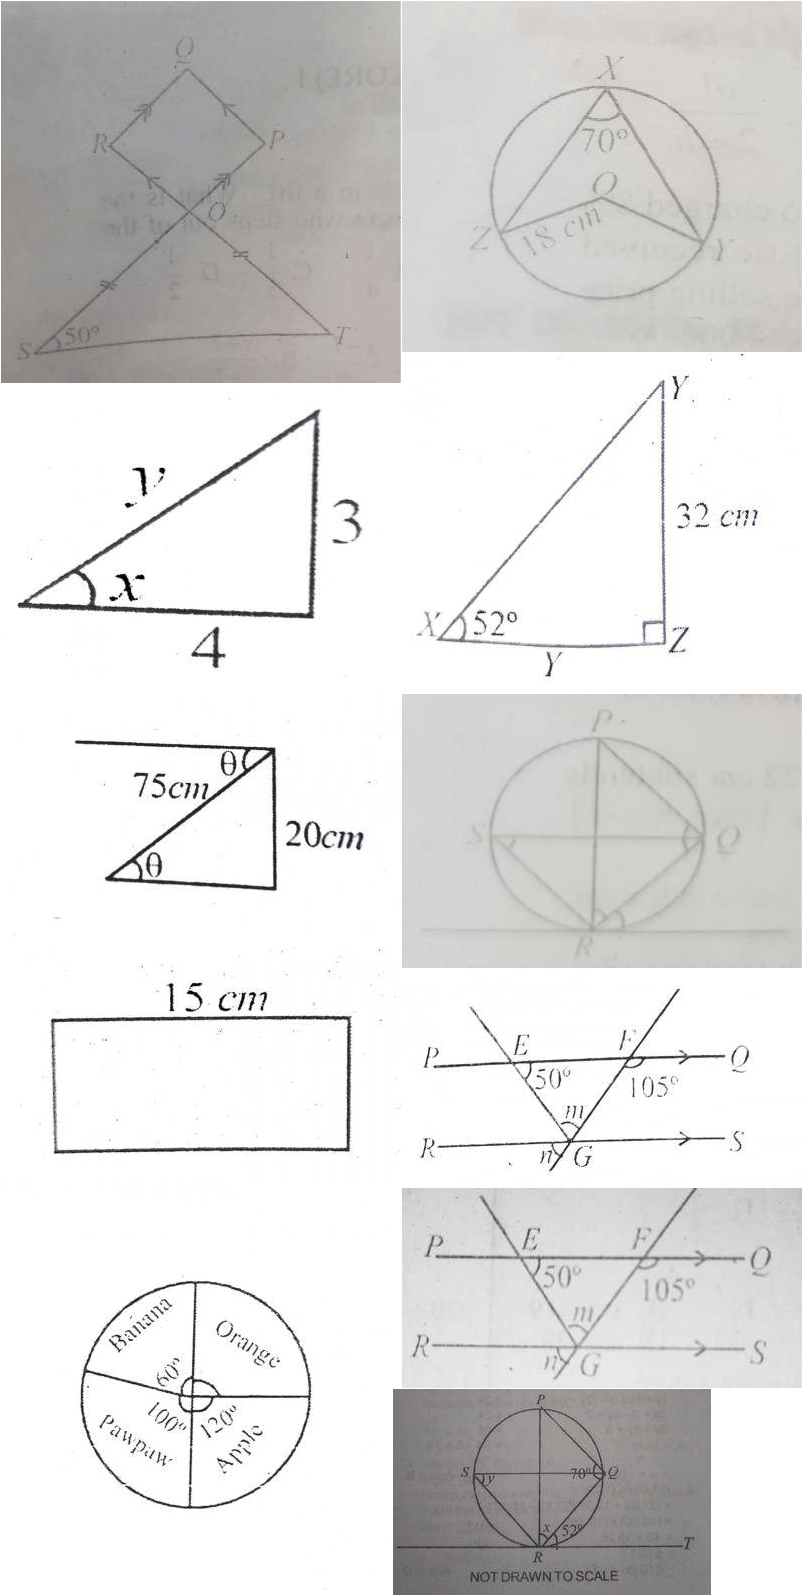 Q
R
P
O
S
50°
T
X
70°
O
Z
18 cm
Y
y
x
3
4
Y
32 cm
X
52°
Z
Y
θ
75cm
20cm
θ
P
S
Q
R
15 cm
P
E
F
Q
50°
105°
m
R
n
G
S
Banana
Orange
60°
100°
120°
Pawpaw
Apple
P
E
F
Q
50°
105°
m
R
n
G
S
P
S
y
70°
Q
x
52°
R
T
NOT DRAWN TO SCALE